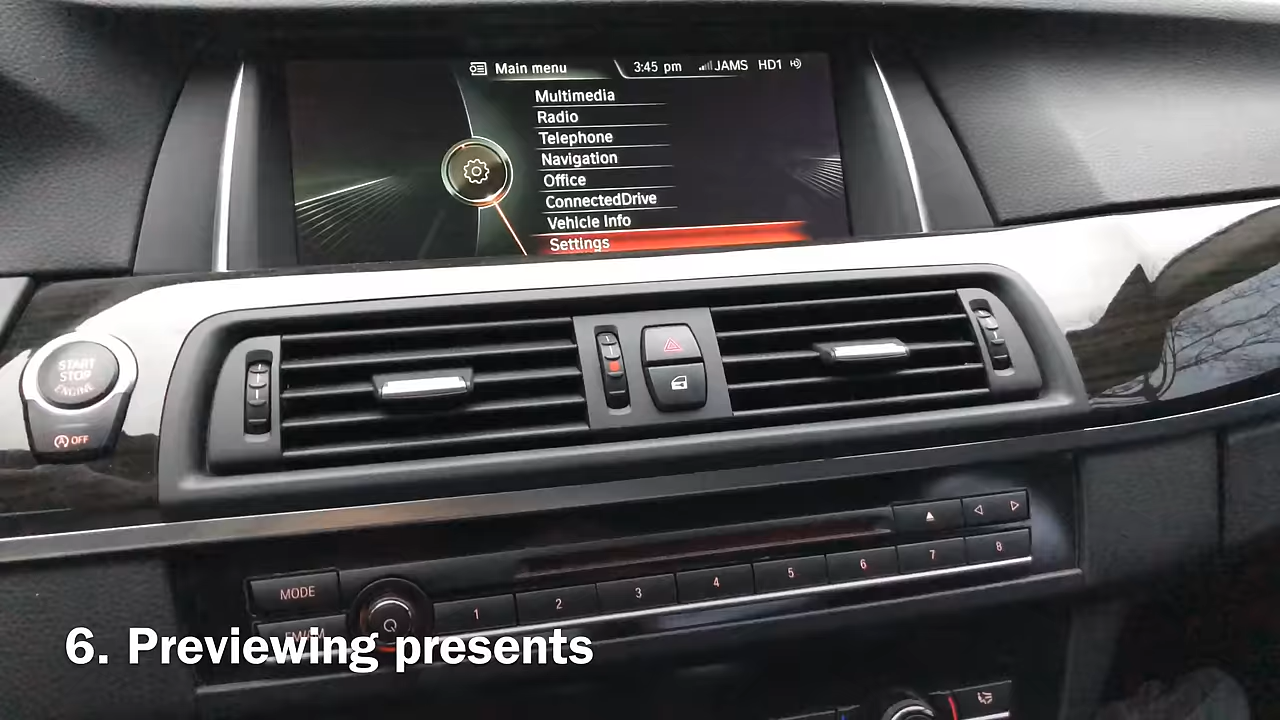 Main menu
3:45 pm
JAMS
HD1
Multimedia
Radio
Telephone
Navigation
Office
ConnectedDrive
Vehicle Info
Settings
START
STOP
ENGINE
OFF
MODE
1
2
3
4
5
6
7
8
6. Previewing presents